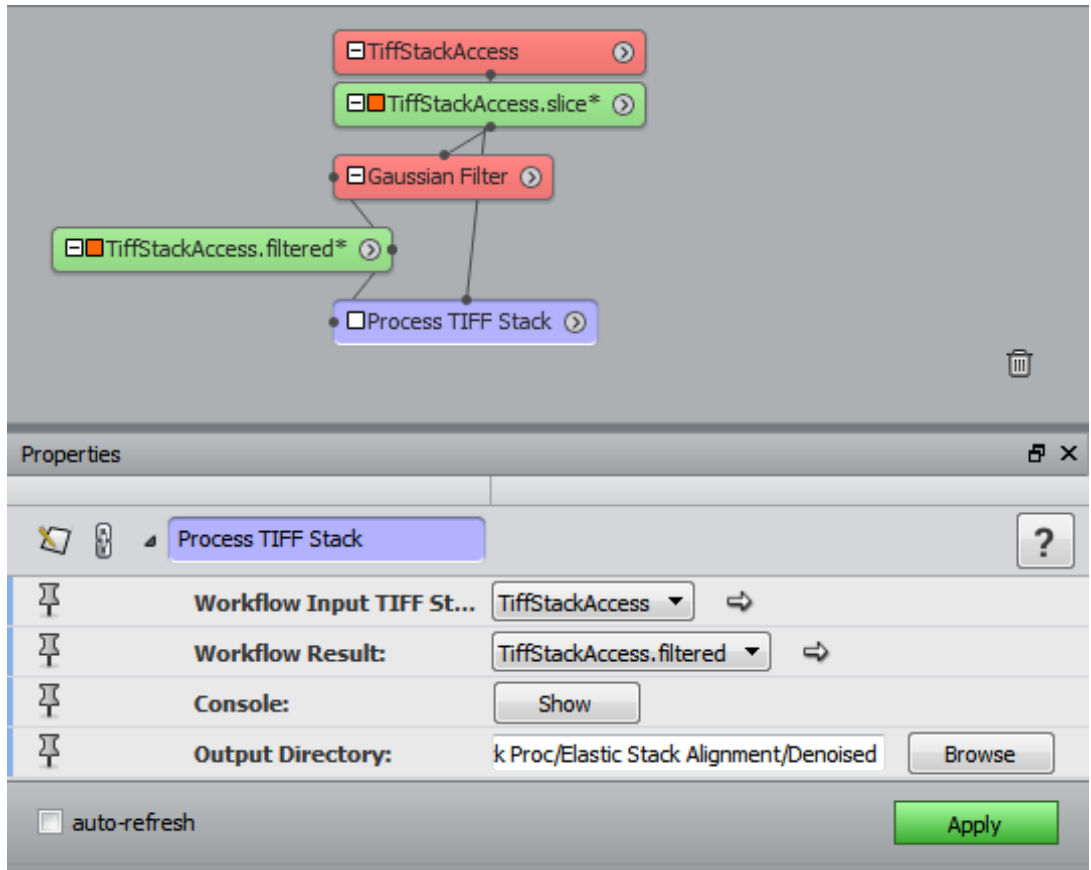 TiffStackAccess
TiffStackAccess.slice*
Gaussian Filter
TiffStackAccess.filtered*
Process TIFF Stack
Properties
Process TIFF Stack
?
Workflow Input TIFF St... TiffStackAccess
Workflow Result: TiffStackAccess.filtered
Console: Show
Output Directory: k Proc/Elastic Stack Alignment/Denoised Browse
auto-refresh Apply